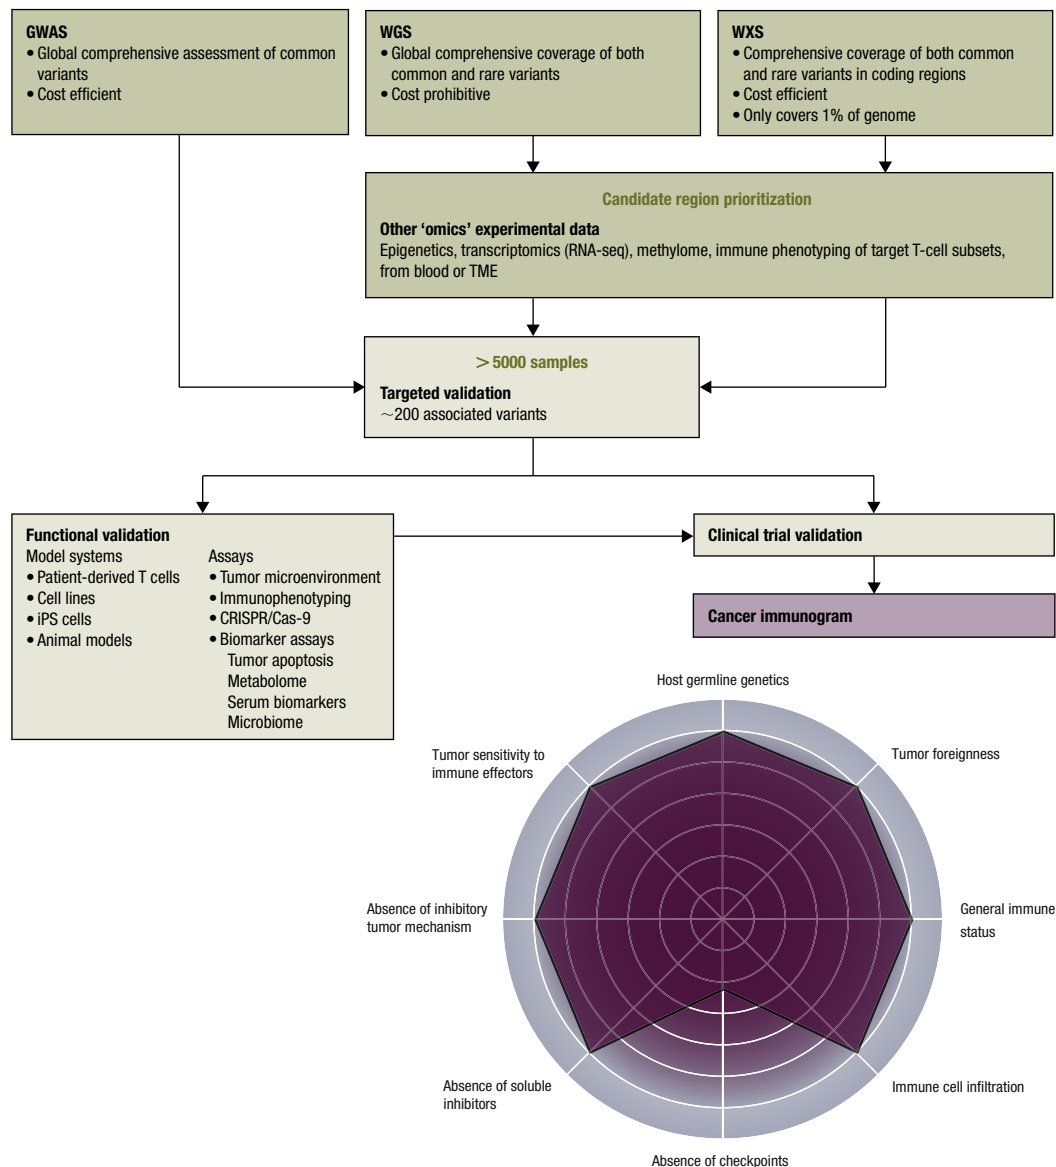 GWAS
• Global comprehensive assessment of common
variants
• Cost efficient
WGS
• Global comprehensive coverage of both
common and rare variants
• Cost prohibitive
WXS
• Comprehensive coverage of both common
and rare variants in coding regions
• Cost efficient
• Only covers 1% of genome
Candidate region prioritization
Other ‘omics’ experimental data
Epigenetics, transcriptomics (RNA-seq), methylome, immune phenotyping of target T-cell subsets,
from blood or TME
> 5000 samples
Targeted validation
~200 associated variants
Functional validation
Model systems
• Patient-derived T cells
• Cell lines
• iPS cells
• Animal models
Assays
• Tumor microenvironment
• Immunophenotyping
• CRISPR/Cas-9
• Biomarker assays
Tumor apoptosis
Metabolome
Serum biomarkers
Microbiome
Clinical trial validation
Cancer immunogram
Host germline genetics
Tumor sensitivity to
immune effectors
Tumor foreignness
Absence of inhibitory
tumor mechanism
General immune
status
Absence of soluble
inhibitors
Immune cell infiltration
Absence of checkpoints